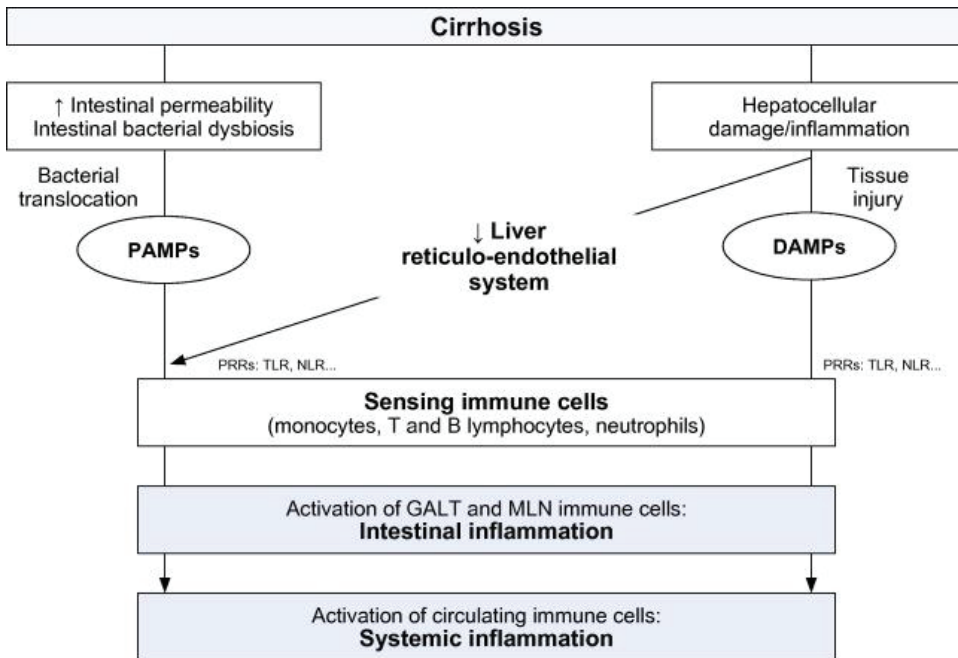 Cirrhosis
↑ Intestinal permeability
Intestinal bacterial dysbiosis
Hepatocellular
damage/inflammation
Bacterial
translocation
Tissue
injury
PAMPs
↓ Liver
reticulo-endothelial
system
DAMPs
PRRs: TLR, NLR...
PRRs: TLR, NLR...
Sensing immune cells
(monocytes, T and B lymphocytes, neutrophils)
Activation of GALT and MLN immune cells:
Intestinal inflammation
Activation of circulating immune cells:
Systemic inflammation